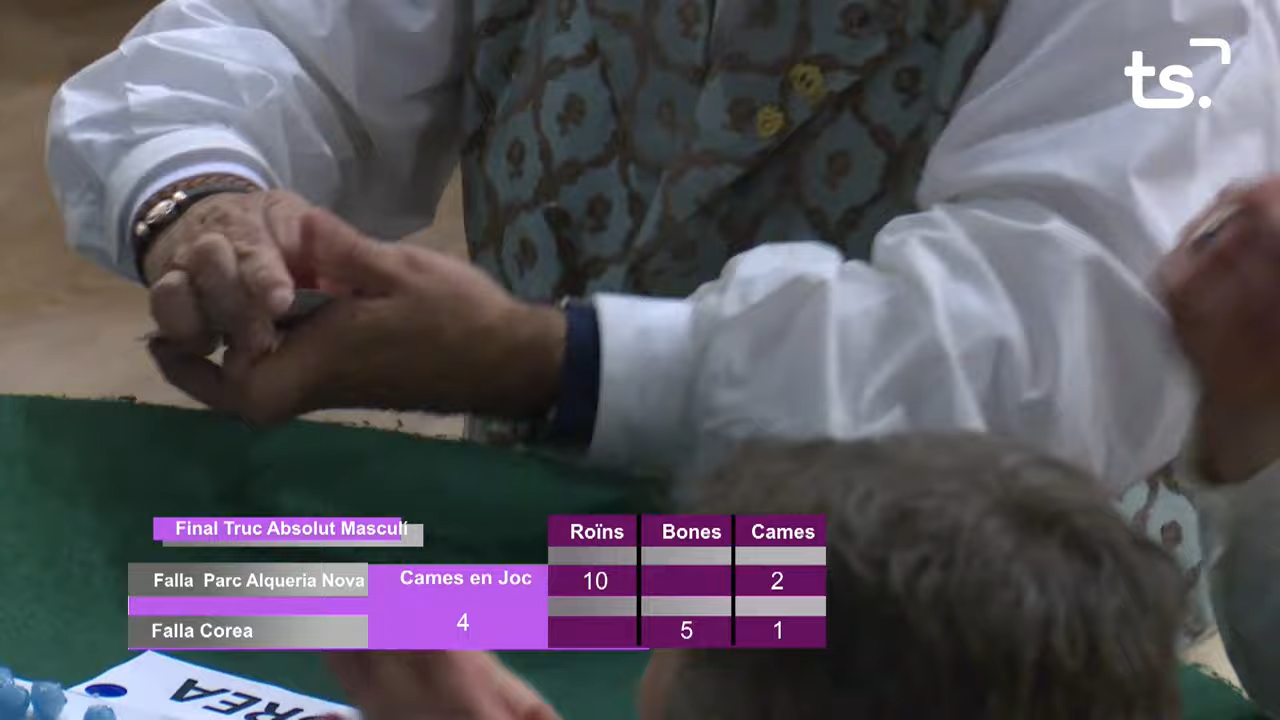 ts.
Final Truc Absolut Masculí
Roïns Bones Cames
Falla Parc Alqueria Nova
Cames en Joc
10 2
4
Falla Corea
5 1
OREA